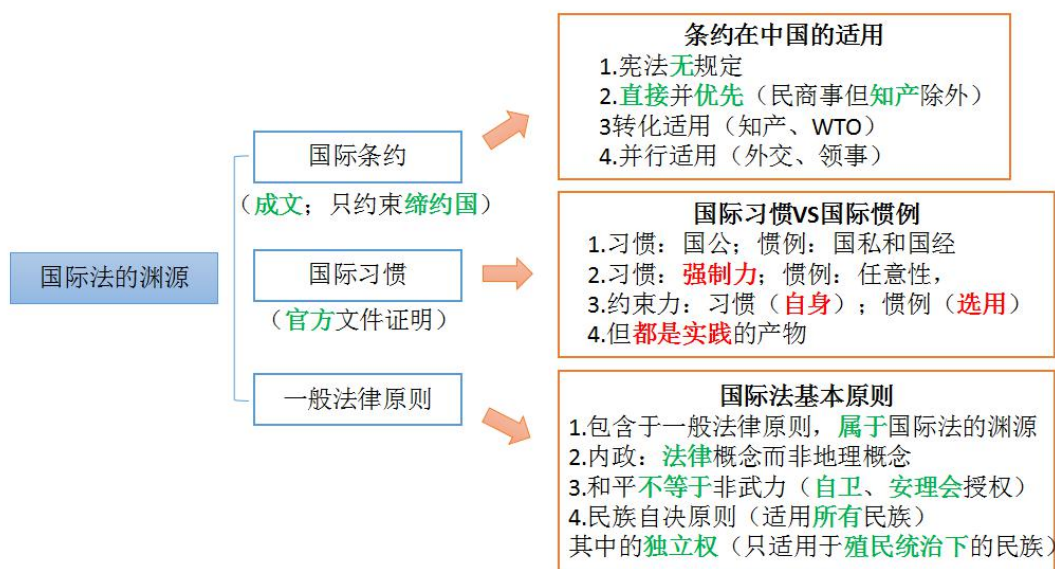 国际法的渊源
国际条约
（成文；只约束缔约国）
国际习惯
（官方文件证明）
一般法律原则
条约在中国的适用
1.宪法无规定
2.直接并优先（民商事但知产除外）
3转化适用（知产、WTO）
4.并行适用（外交、领事）
国际习惯VS国际惯例
1.习惯：国公；惯例：国私和国经
2.习惯：强制力；惯例：任意性，
3.约束力：习惯（自身）；惯例（选用）
4.但都是实践的产物
国际法基本原则
1.包含于一般法律原则，属于国际法的渊源
2.内政：法律概念而非地理概念
3.和平不等于非武力（自卫、安理会授权）
4.民族自决原则（适用所有民族）
其中的独立权（只适用于殖民统治下的民族）